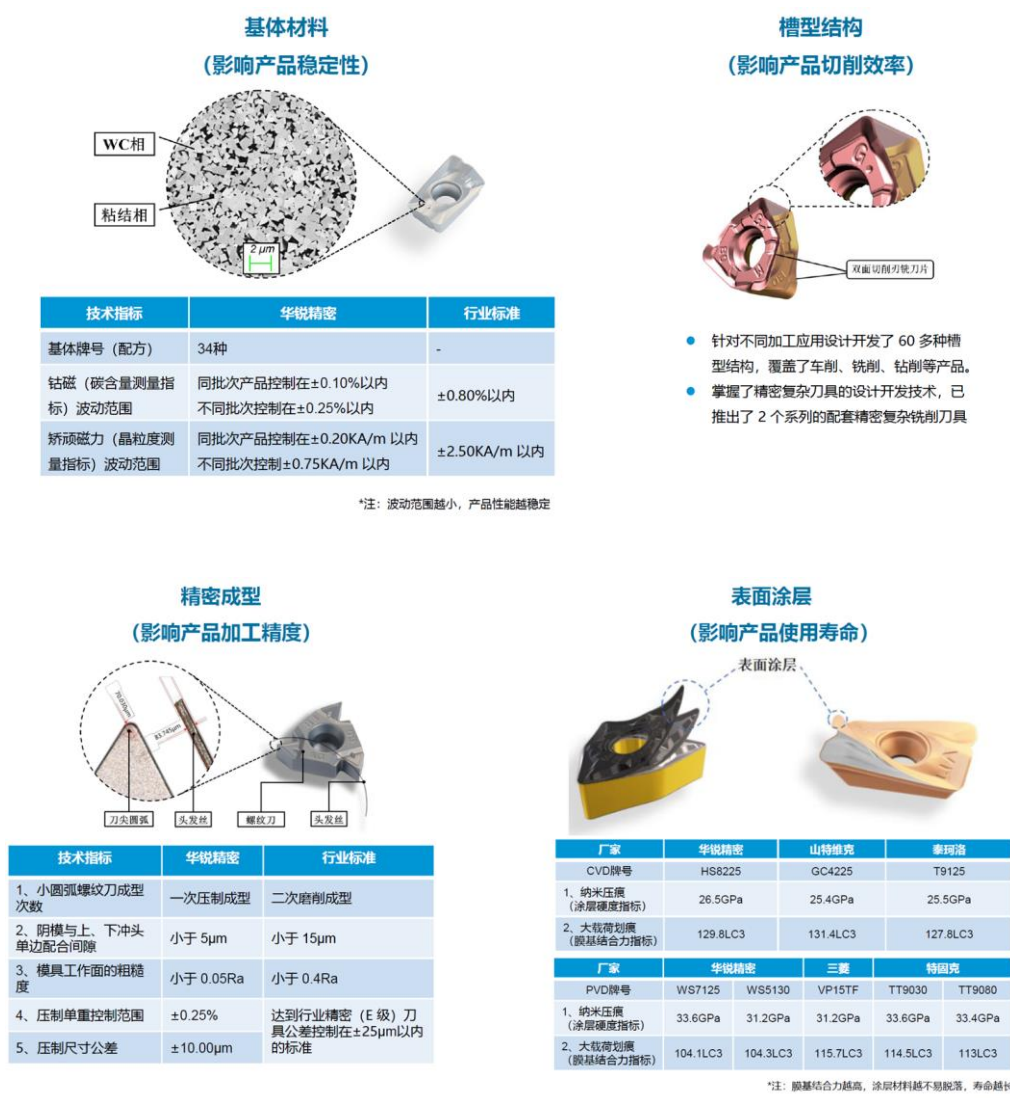 基体材料
（影响产品稳定性）
WC相
粘结相
2 μm
技术指标 华锐精密 行业标准
基体牌号（配方） 34种 -
钴磁（碳含量测量指标）波动范围 同批次产品控制在±0.10%以内 ±0.80%以内
不同批次控制在±0.25%以内
矫顽磁力（晶粒度测量指标）波动范围 同批次产品控制在±0.20KA/m 以内 ±2.50KA/m 以内
不同批次控制±0.75KA/m 以内
*注：波动范围越小，产品性能越稳定
槽型结构
（影响产品切削效率）
双面切削刃铣刀片
● 针对不同加工应用设计开发了 60 多种槽
型结构，覆盖了车削、铣削、钻削等产品。
● 掌握了精密复杂刀具的设计开发技术，已
推出了 2 个系列的配套精密复杂铣削刀具
精密成型
（影响产品加工精度）
70.030μm
83.745μm
刀尖圆弧 头发丝 螺纹刀 头发丝
技术指标 华锐精密 行业标准
1、小圆弧螺纹刀成型次数 一次压制成型 二次磨削成型
2、阴模与上、下冲头单边配合间隙 小于 5μm 小于 15μm
3、模具工作面的粗糙度 小于 0.05Ra 小于 0.4Ra
4、压制单重控制范围 ±0.25% 达到行业精密（E 级）刀具公差控制在±25μm以内的标准
5、压制尺寸公差 ±10.00μm
表面涂层
（影响产品使用寿命）
表面涂层
厂家 华锐精密 山特维克 泰珂洛
CVD牌号 HS8225 GC4225 T9125
1、纳米压痕（涂层硬度指标） 26.5GPa 25.4GPa 25.5GPa
2、大载荷划痕（膜基结合力指标） 129.8LC3 131.4LC3 127.8LC3
厂家 华锐精密 三菱 特固克
PVD牌号 WS7125 WS5130 VP15TF TT9030 TT9080
1、纳米压痕（涂层硬度指标） 33.6GPa 31.2GPa 31.2GPa 33.6GPa 33.4GPa
2、大载荷划痕（膜基结合力指标） 104.1LC3 104.3LC3 115.7LC3 114.5LC3 113LC3
*注：膜基结合力越高，涂层材料越不易脱落，寿命越长